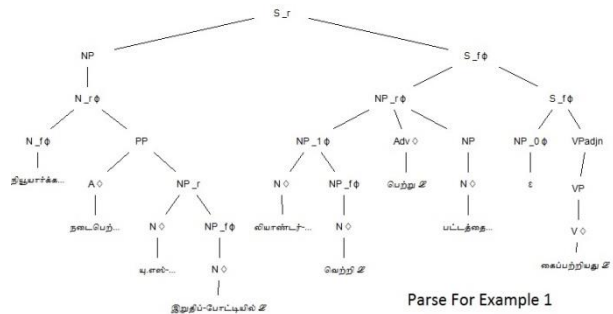 S_r
NP S_fφ
N_rφ NP_rφ S_fφ
N_fφ PP NP_1φ Adv◊ NP NP_0φ VPadjn
நியூயார்க்க... A◊ NP_r N◊ NP_fφ பெற்று ℒ N◊ ε VP
நடைபெற்... N◊ NP_fφ லியாண்டர்-... N◊ பட்டத்தை... V◊
யு.எஸ்-... N◊ வெற்றி ℒ கைப்பற்றியது ℒ
இறுதிப்-போட்டியில் ℒ
Parse For Example 1